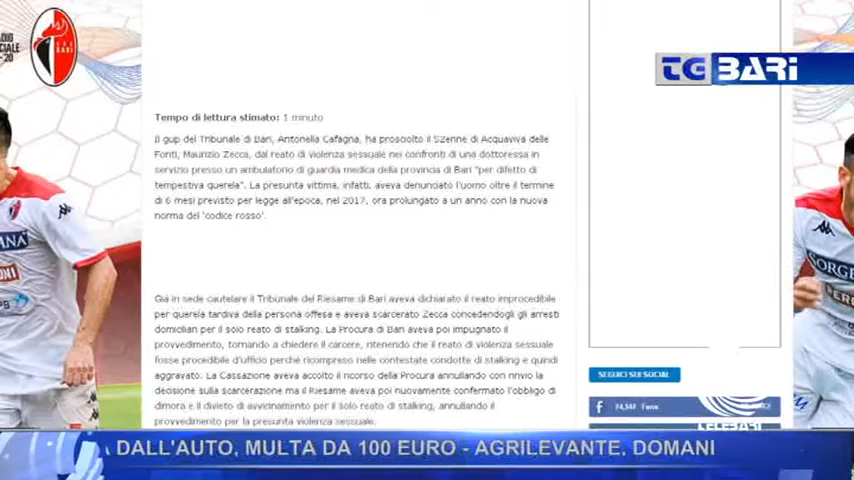 CIALE
-20
BARI
TG BARI
Tempo di lettura stimato: 1 minuto
Il gup del Tribunale di Bari, Antonella Cafagna, ha prosciolto il 52enne di Acquaviva delle
Fonti, Maurizio Zecca, dal reato di violenza sessuale nei confronti di una dottoressa in
servizio presso un ambulatorio di guardia medica della provincia di Bari "per difetto di
tempestiva querela". La presunta vittima, infatti, aveva denunciato l'uomo oltre il termine
di 6 mesi previsto per legge all'epoca, nel 2017, ora prolungato a un anno con la nuova
norma del 'codice rosso'.
Già in sede cautelare il Tribunale del Riesame di Bari aveva dichiarato il reato improcedibile
per querela tardiva della persona offesa e aveva scarcerato Zecca concedendogli gli arresti
domiciliari per il solo reato di stalking. La Procura di Bari aveva poi impugnato il
provvedimento, tornando a chiedere il carcere, ritenendo che il reato di violenza sessuale
fosse procedibile d'ufficio perché ricompreso nelle contestate condotte di stalking e quindi
aggravato. La Cassazione aveva accolto il ricorso della Procura annullando con rinvio la
decisione sulla scarcerazione ma il Riesame aveva poi nuovamente confermato l'obbligo di
dimora e il divieto di avvicinamento per il solo reato di stalking, annullando il
provvedimento per la presunta violenza sessuale.
SORGE
SEGUICI SUI SOCIAL
74,547 Fans
TELEBARI
DALL'AUTO, MULTA DA 100 EURO - AGRILEVANTE, DOMANI